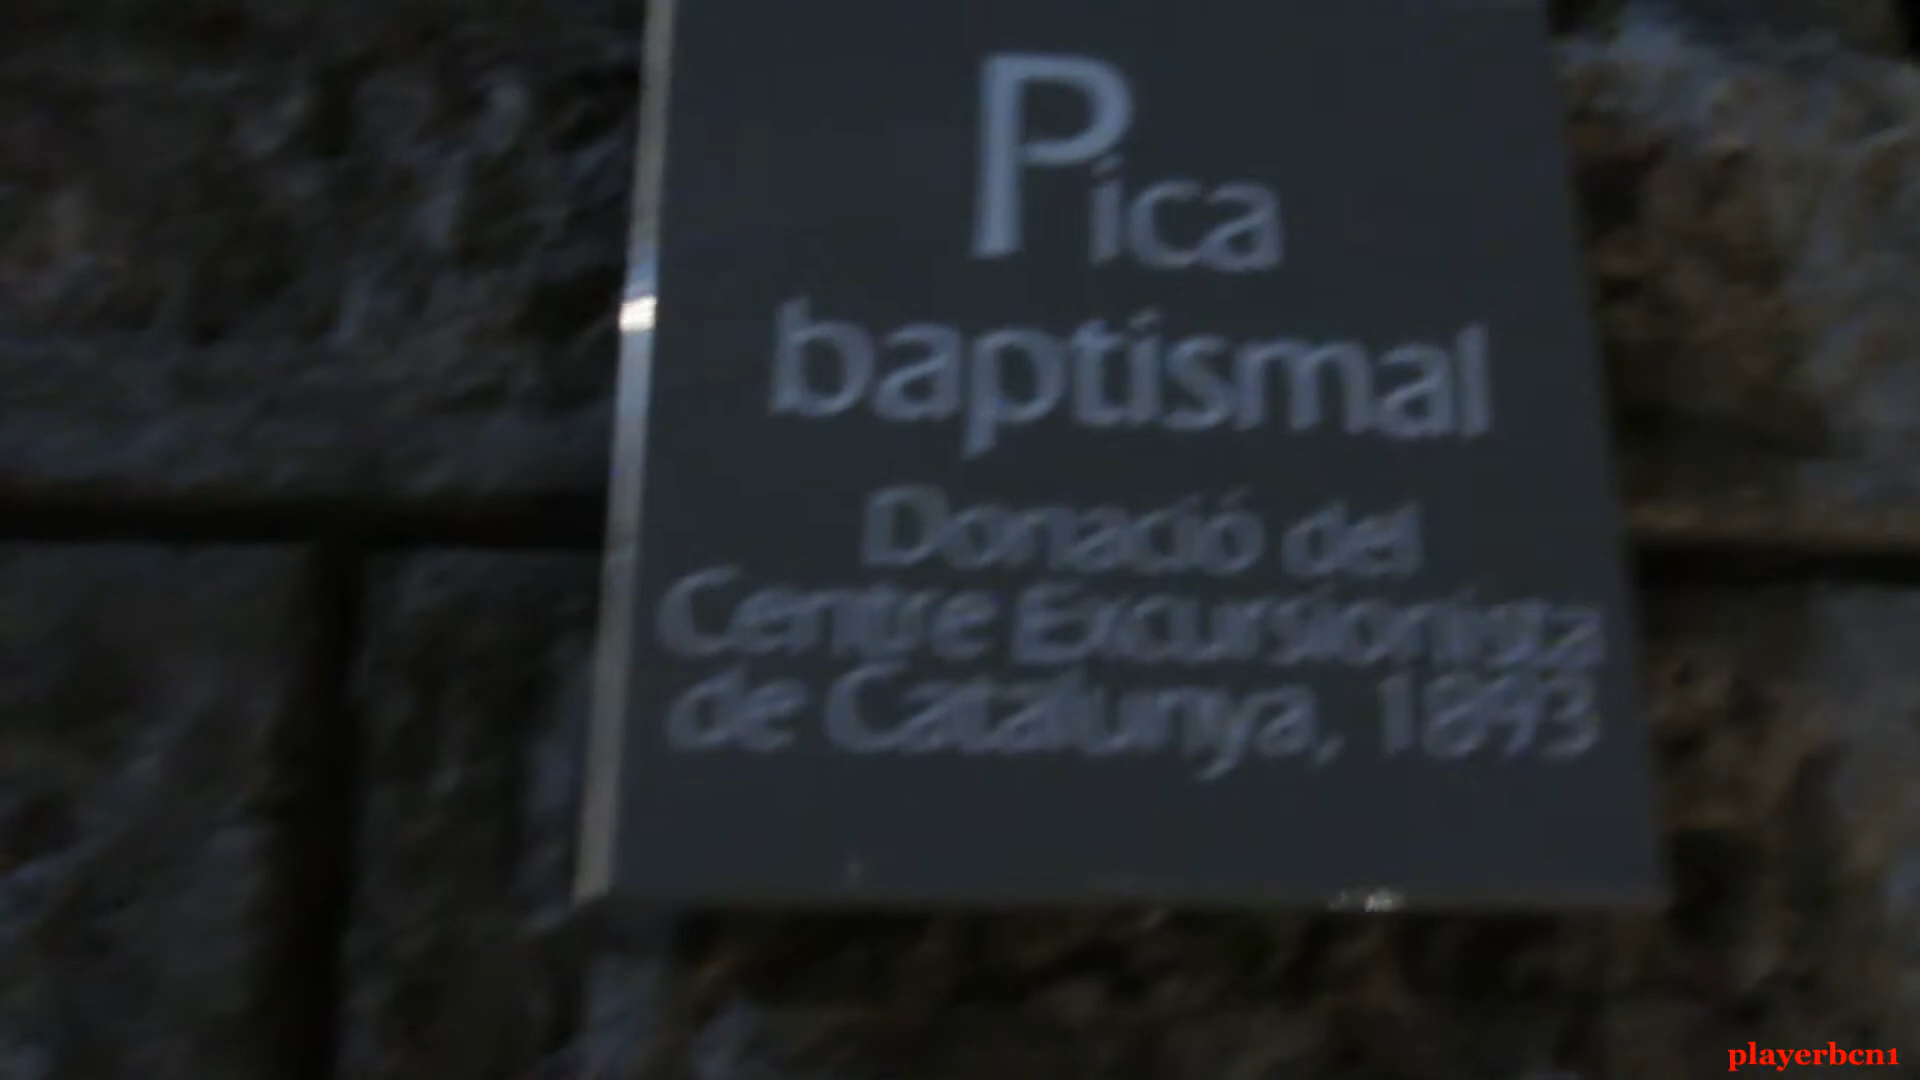 Pica
baptismal
Donació del
Centre Excursionista
de Catalunya, 1893
playerbcn1